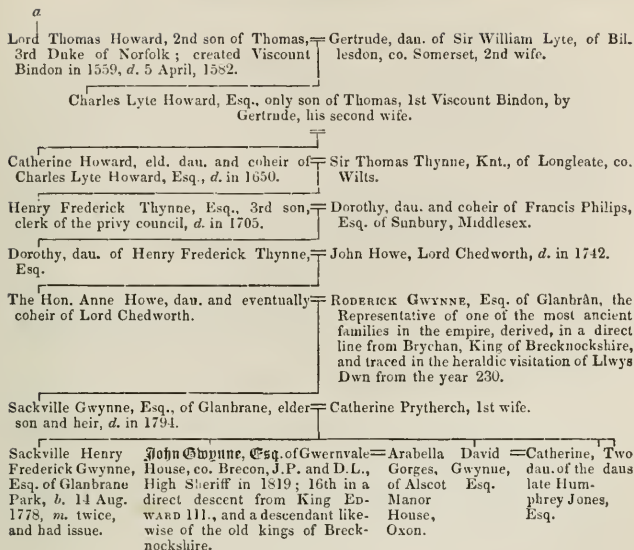 a
Lord Thomas Howard, 2nd son of Thomas,
3rd Duke of Norfolk; created Viscount
Bindon in 1559, d. 5 April, 1582.
Gertrude, dau. of Sir William Lyte, of Bil-
lesdon, co. Somerset, 2nd wife.
Charles Lyte Howard, Esq., only son of Thomas, 1st Viscount Bindon, by
Gertrude, his second wife.
Catherine Howard, eld. dau. and coheir of
Charles Lyte Howard, Esq., d. in 1650.
Sir Thomas Thynne, Knt., of Longleate, co.
Wilts.
Henry Frederick Thynne, Esq., 3rd son,
clerk of the privy council, d. in 1705.
Dorothy, dau. and coheir of Francis Philips,
Esq. of Sunbury, Middlesex.
Dorothy, dau. of Henry Frederick Thynne,
Esq.
John Howe, Lord Chedworth, d. in 1742.
The Hon. Anne Howe, dau. and eventually
coheir of Lord Chedworth.
RODERICK GWYNNE, Esq. of Glanbrân, the
Representative of one of the most ancient
families in the empire, derived, in a direct
line from Brychan, King of Brecknockshire,
and traced in the heraldic visitation of Llwys
Dwn from the year 230.
Sackville Gwynne, Esq., of Glanbrane, elder
son and heir, d. in 1794.
Catherine Prytherch, 1st wife.
Sackville Henry
Frederick Gwynne,
Esq. of Glanbrane
Park, b. 14 Aug.
1778, m. twice,
and had issue.
John Gwynne, Esq. of Gwernvale
House, co. Brecon, J.P. and D.L.,
High Sheriff in 1819; 16th in a
direct descent from King ED-
WARD III., and a descendant like-
wise of the old kings of Breck-
nockshire.
Arabella
Gorges,
of Alscot
Manor
House,
Oxon.
David
Gwynue,
Esq.
Catherine,
dau. of the
late Hum-
phrey Jones,
Esq.
Two
daus